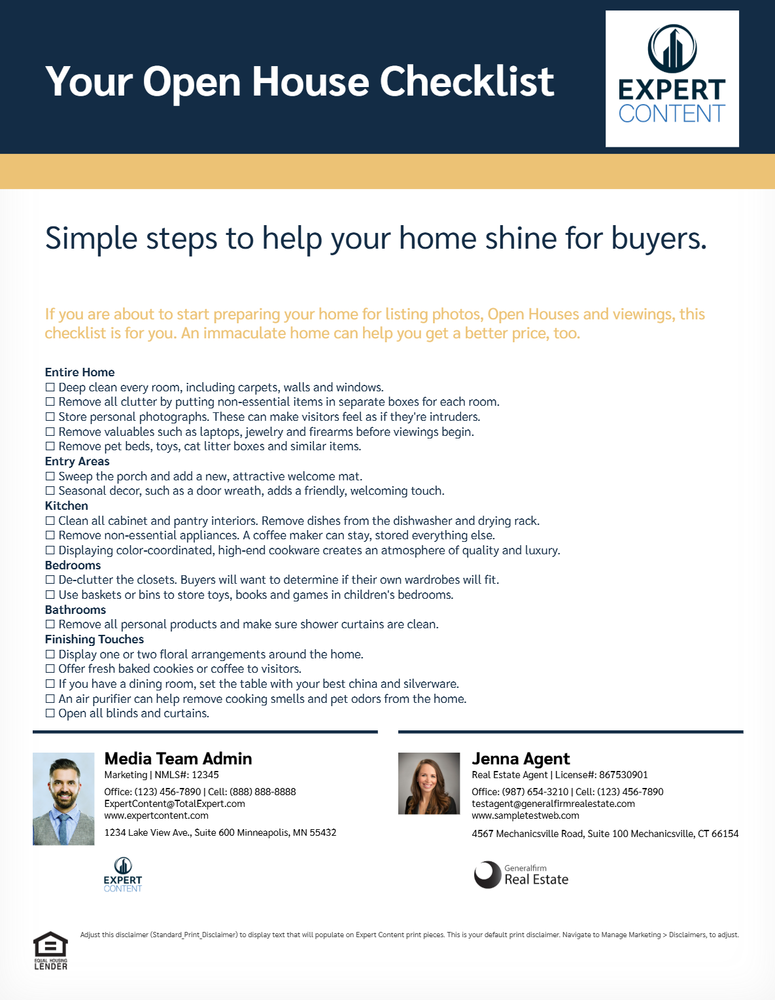 Your Open House Checklist
EXPERT
CONTENT
Simple steps to help your home shine for buyers.
If you are about to start preparing your home for listing photos, Open Houses and viewings, this
checklist is for you. An immaculate home can help you get a better price, too.
Entire Home
☐ Deep clean every room, including carpets, walls and windows.
☐ Remove all clutter by putting non-essential items in separate boxes for each room.
☐ Store personal photographs. These can make visitors feel as if they're intruders.
☐ Remove valuables such as laptops, jewelry and firearms before viewings begin.
☐ Remove pet beds, toys, cat litter boxes and similar items.
Entry Areas
☐ Sweep the porch and add a new, attractive welcome mat.
☐ Seasonal decor, such as a door wreath, adds a friendly, welcoming touch.
Kitchen
☐ Clean all cabinet and pantry interiors. Remove dishes from the dishwasher and drying rack.
☐ Remove non-essential appliances. A coffee maker can stay, stored everything else.
☐ Displaying color-coordinated, high-end cookware creates an atmosphere of quality and luxury.
Bedrooms
☐ De-clutter the closets. Buyers will want to determine if their own wardrobes will fit.
☐ Use baskets or bins to store toys, books and games in children's bedrooms.
Bathrooms
☐ Remove all personal products and make sure shower curtains are clean.
Finishing Touches
☐ Display one or two floral arrangements around the home.
☐ Offer fresh baked cookies or coffee to visitors.
☐ If you have a dining room, set the table with your best china and silverware.
☐ An air purifier can help remove cooking smells and pet odors from the home.
☐ Open all blinds and curtains.
Media Team Admin
Marketing | NMLS#: 12345
Office: (123) 456-7890 | Cell: (888) 888-8888
ExpertContent@TotalExpert.com
www.expertcontent.com
1234 Lake View Ave., Suite 600 Minneapolis, MN 55432
EXPERT
CONTENT
Jenna Agent
Real Estate Agent | License#: 867530901
Office: (987) 654-3210 | Cell: (123) 456-7890
testagent@generalfirmrealestate.com
www.sampletestweb.com
4567 Mechanicsville Road, Suite 100 Mechanicsville, CT 66154
Generalfirm
Real Estate
Adjust this disclaimer (Standard_Print_Disclaimer) to display text that will populate on Expert Content print pieces. This is your default print disclaimer. Navigate to Manage Marketing > Disclaimers, to adjust.
EQUAL HOUSING
LENDER